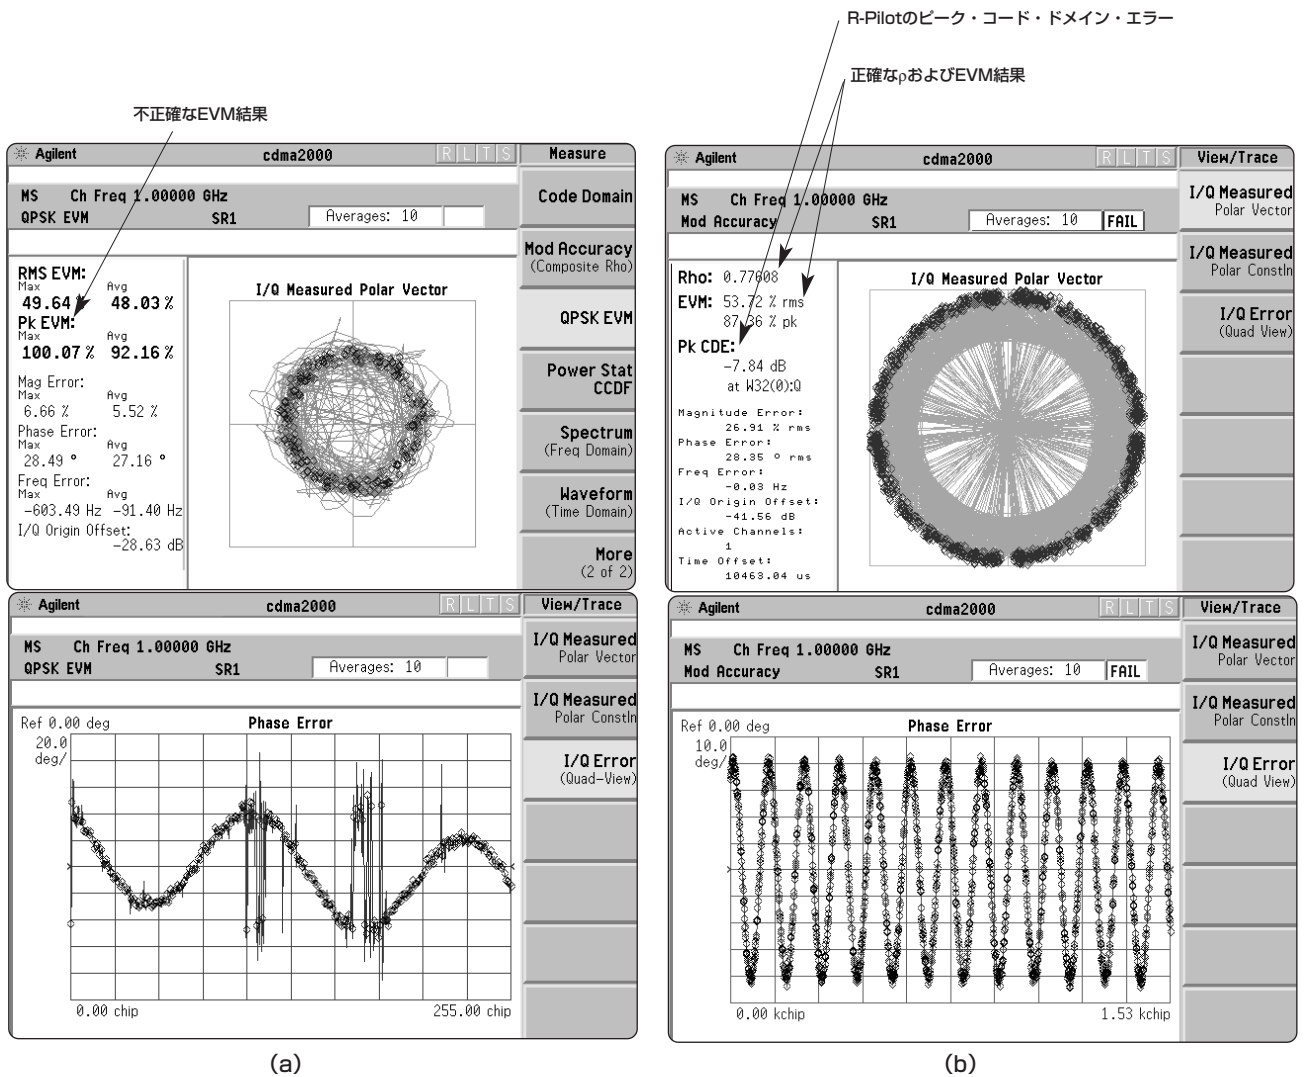 R-Pilotのピーク・コード・ドメイン・エラー
正確なρおよびEVM結果
不正確なEVM結果
Agilent cdma2000 R L T S Measure
MS Ch Freq 1.00000 GHz
QPSK EVM SR1 Averages: 10
RMS EVM:
Max Avg
49.64 48.03 %
Pk EVM:
Max Avg
100.07 % 92.16 %
Mag Error:
Max Avg
6.66 % 5.52 %
Phase Error:
Max Avg
28.49 ° 27.16 °
Freq Error:
Max Avg
-603.49 Hz -91.40 Hz
I/Q Origin Offset:
-28.63 dB
I/Q Measured Polar Vector
Code Domain
Mod Accuracy
(Composite Rho)
QPSK EVM
Power Stat
CCDF
Spectrum
(Freq Domain)
Waveform
(Time Domain)
More
(2 of 2)
Agilent cdma2000 R L T S View/Trace
MS Ch Freq 1.00000 GHz
Mod Accuracy SR1 Averages: 10 FAIL
Rho: 0.77608
EVM: 53.72 % rms
87.36 % pk
Pk CDE:
-7.84 dB
at W32(0):Q
Magnitude Error:
26.91 % rms
Phase Error:
28.35 ° rms
Freq Error:
-0.03 Hz
I/Q Origin Offset:
-41.56 dB
Active Channels:
1
Time Offset:
10463.04 us
I/Q Measured Polar Vector
I/Q Measured
Polar Vector
I/Q Measured
Polar Constln
I/Q Error
(Quad View)
Agilent cdma2000 R L T S View/Trace
MS Ch Freq 1.00000 GHz
QPSK EVM SR1 Averages: 10
Ref 0.00 deg Phase Error
20.0
deg/
0.00 chip 255.00 chip
I/Q Measured
Polar Vector
I/Q Measured
Polar Constln
I/Q Error
(Quad-View)
(a)
Agilent cdma2000 R L T S View/Trace
MS Ch Freq 1.00000 GHz
Mod Accuracy SR1 Averages: 10 FAIL
Ref 0.00 deg Phase Error
10.0
deg/
0.00 kchip 1.53 kchip
I/Q Measured
Polar Vector
I/Q Measured
Polar Constln
I/Q Error
(Quad View)
(b)